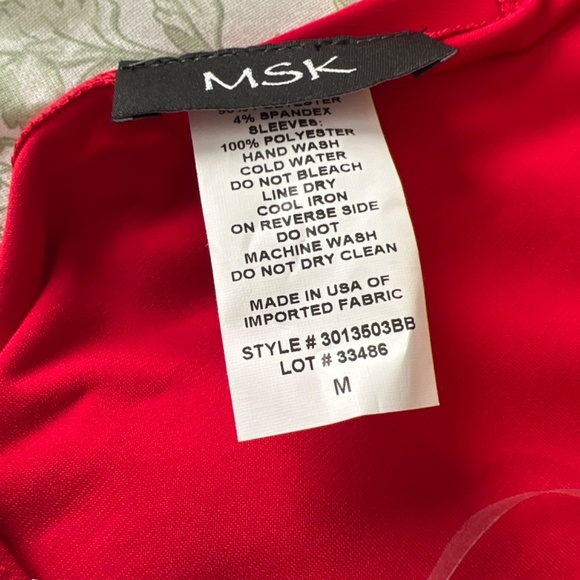 MSK
4% SPANDEX
SLEEVES:
100% POLYESTER
HAND WASH
COLD WATER
DO NOT BLEACH
LINE DRY
COOL IRON
ON REVERSE SIDE
DO NOT
MACHINE WASH
DO NOT DRY CLEAN
MADE IN USA OF
IMPORTED FABRIC
STYLE # 3013503BB
LOT # 33486
M